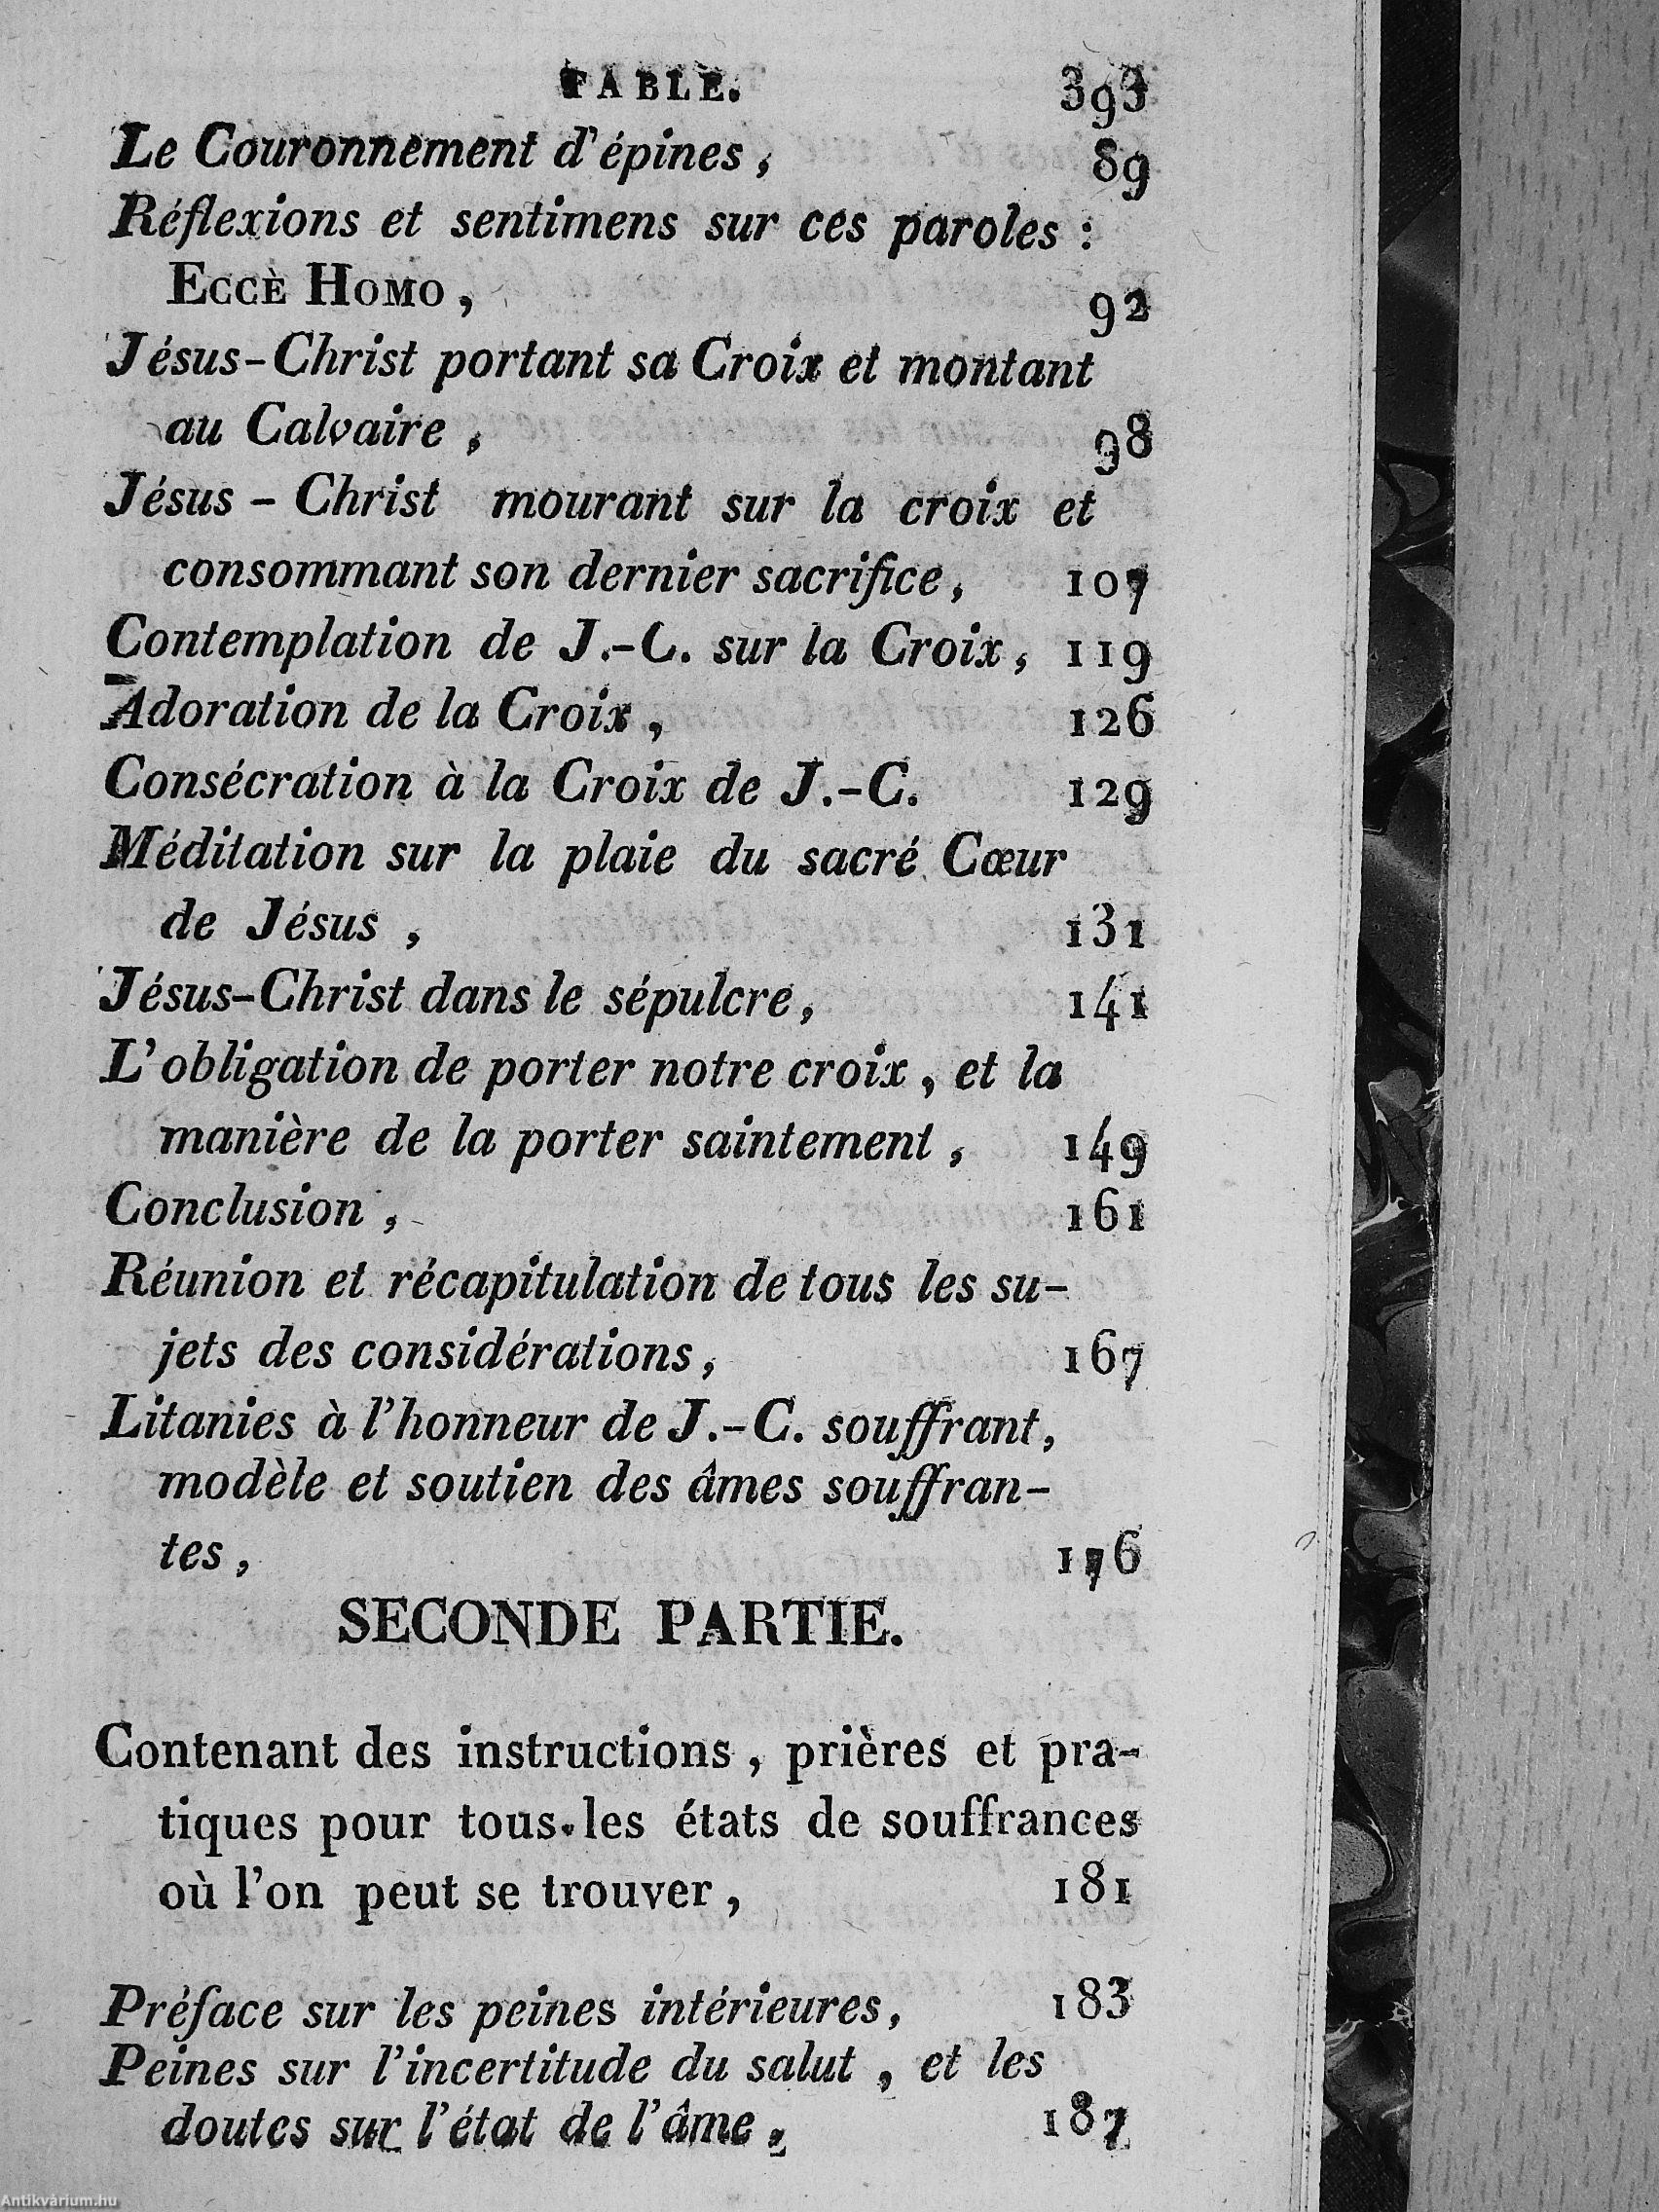 TABLE. 393
Le Couronnement d'épines, 89
Réflexions et sentimens sur ces paroles :
ECCÈ HOMO, 92
Jésus-Christ portant sa Croix et montant
au Calvaire, 98
Jésus-Christ mourant sur la croix et
consommant son dernier sacrifice, 107
Contemplation de J.-C. sur la Croix, 119
Adoration de la Croix, 126
Consécration à la Croix de J.-C. 129
Méditation sur la plaie du sacré Cœur
de Jésus, 131
Jésus-Christ dans le sépulcre, 141
L'obligation de porter notre croix, et la
manière de la porter saintement, 149
Conclusion, 161
Réunion et récapitulation de tous les su-
jets des considérations, 167
Litanies à l'honneur de J.-C. souffrant,
modèle et soutien des âmes souffran-
tes, 176
SECONDE PARTIE.
Contenant des instructions, prières et pra-
tiques pour tous les états de souffrances
où l'on peut se trouver, 181
Préface sur les peines intérieures, 183
Peines sur l'incertitude du salut, et les
doutes sur l'état de l'âme, 187
Antikvárium.hu